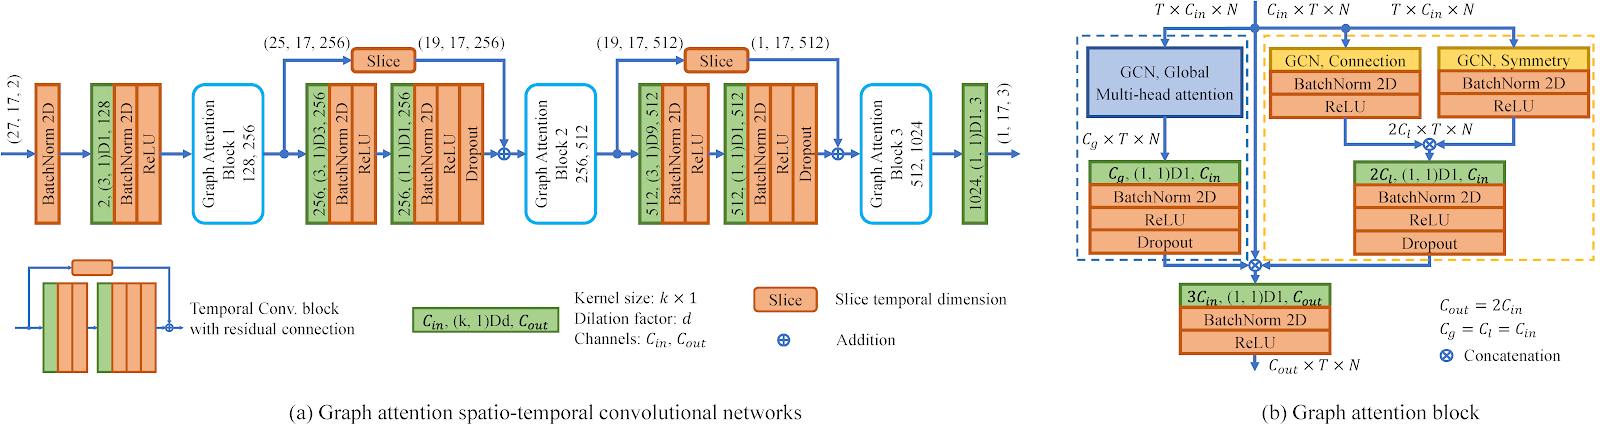 (27, 17, 2)
BatchNorm 2D
2, (3, 1)D1, 128
BatchNorm 2D
ReLU
Graph Attention
Block 1
128, 256
(25, 17, 256)
Slice
(19, 17, 256)
256, (3, 1)D3, 256
BatchNorm 2D
ReLU
256, (1, 1)D1, 256
BatchNorm 2D
ReLU
Dropout
Graph Attention
Block 2
256, 512
(19, 17, 512)
Slice
(1, 17, 512)
512, (3, 1)D9, 512
BatchNorm 2D
ReLU
512, (1, 1)D1, 512
BatchNorm 2D
ReLU
Dropout
Graph Attention
Block 3
512, 1024
1024, (1, 1)D1, 3
(1, 17, 3)
Temporal Conv. block
with residual connection
C_in, (k, 1)Dd, C_out
Kernel size: k × 1
Dilation factor: d
Channels: C_in, C_out
Slice
Slice temporal dimension
Addition
(a) Graph attention spatio-temporal convolutional networks
T × C_in × N
C_in × T × N
T × C_in × N
GCN, Global
Multi-head attention
C_g × T × N
C_g, (1, 1)D1, C_in
BatchNorm 2D
ReLU
Dropout
GCN, Connection
BatchNorm 2D
ReLU
GCN, Symmetry
BatchNorm 2D
ReLU
2C_l × T × N
2C_l, (1, 1)D1, C_in
BatchNorm 2D
ReLU
Dropout
3C_in, (1, 1)D1, C_out
BatchNorm 2D
ReLU
C_out × T × N
C_out = 2C_in
C_g = C_l = C_in
Concatenation
(b) Graph attention block